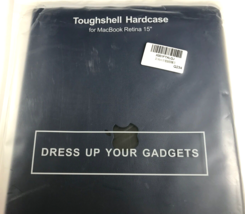 Toughshell Hardcase
for MacBook Retina 15"
DRESS UP YOUR GADGETS